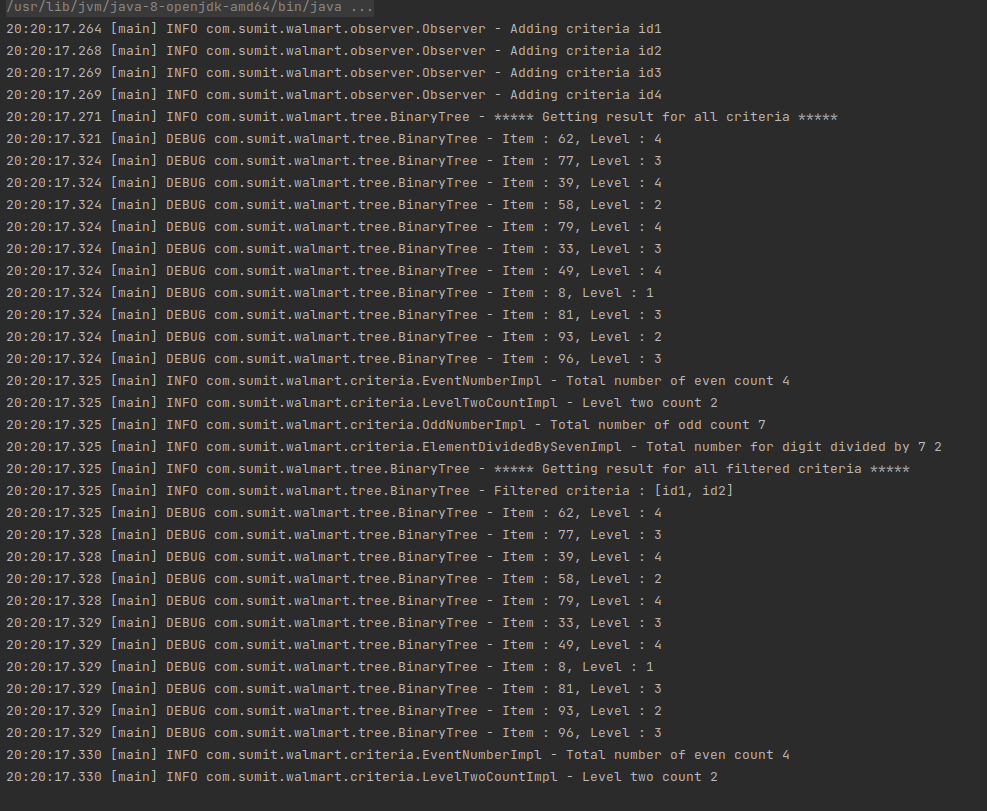 /usr/lib/jvm/java-8-openjdk-amd64/bin/java ...
20:20:17.264 [main] INFO com.sumit.walmart.observer.Observer - Adding criteria id1
20:20:17.268 [main] INFO com.sumit.walmart.observer.Observer - Adding criteria id2
20:20:17.269 [main] INFO com.sumit.walmart.observer.Observer - Adding criteria id3
20:20:17.269 [main] INFO com.sumit.walmart.observer.Observer - Adding criteria id4
20:20:17.271 [main] INFO com.sumit.walmart.tree.BinaryTree - ***** Getting result for all criteria *****
20:20:17.321 [main] DEBUG com.sumit.walmart.tree.BinaryTree - Item : 62, Level : 4
20:20:17.324 [main] DEBUG com.sumit.walmart.tree.BinaryTree - Item : 77, Level : 3
20:20:17.324 [main] DEBUG com.sumit.walmart.tree.BinaryTree - Item : 39, Level : 4
20:20:17.324 [main] DEBUG com.sumit.walmart.tree.BinaryTree - Item : 58, Level : 2
20:20:17.324 [main] DEBUG com.sumit.walmart.tree.BinaryTree - Item : 79, Level : 4
20:20:17.324 [main] DEBUG com.sumit.walmart.tree.BinaryTree - Item : 33, Level : 3
20:20:17.324 [main] DEBUG com.sumit.walmart.tree.BinaryTree - Item : 49, Level : 4
20:20:17.324 [main] DEBUG com.sumit.walmart.tree.BinaryTree - Item : 8, Level : 1
20:20:17.324 [main] DEBUG com.sumit.walmart.tree.BinaryTree - Item : 81, Level : 3
20:20:17.324 [main] DEBUG com.sumit.walmart.tree.BinaryTree - Item : 93, Level : 2
20:20:17.324 [main] DEBUG com.sumit.walmart.tree.BinaryTree - Item : 96, Level : 3
20:20:17.325 [main] INFO com.sumit.walmart.criteria.EventNumberImpl - Total number of even count 4
20:20:17.325 [main] INFO com.sumit.walmart.criteria.LevelTwoCountImpl - Level two count 2
20:20:17.325 [main] INFO com.sumit.walmart.criteria.OddNumberImpl - Total number of odd count 7
20:20:17.325 [main] INFO com.sumit.walmart.criteria.ElementDividedBySevenImpl - Total number for digit divided by 7 2
20:20:17.325 [main] INFO com.sumit.walmart.tree.BinaryTree - ***** Getting result for all filtered criteria *****
20:20:17.325 [main] INFO com.sumit.walmart.tree.BinaryTree - Filtered criteria : [id1, id2]
20:20:17.325 [main] DEBUG com.sumit.walmart.tree.BinaryTree - Item : 62, Level : 4
20:20:17.328 [main] DEBUG com.sumit.walmart.tree.BinaryTree - Item : 77, Level : 3
20:20:17.328 [main] DEBUG com.sumit.walmart.tree.BinaryTree - Item : 39, Level : 4
20:20:17.328 [main] DEBUG com.sumit.walmart.tree.BinaryTree - Item : 58, Level : 2
20:20:17.328 [main] DEBUG com.sumit.walmart.tree.BinaryTree - Item : 79, Level : 4
20:20:17.329 [main] DEBUG com.sumit.walmart.tree.BinaryTree - Item : 33, Level : 3
20:20:17.329 [main] DEBUG com.sumit.walmart.tree.BinaryTree - Item : 49, Level : 4
20:20:17.329 [main] DEBUG com.sumit.walmart.tree.BinaryTree - Item : 8, Level : 1
20:20:17.329 [main] DEBUG com.sumit.walmart.tree.BinaryTree - Item : 81, Level : 3
20:20:17.329 [main] DEBUG com.sumit.walmart.tree.BinaryTree - Item : 93, Level : 2
20:20:17.329 [main] DEBUG com.sumit.walmart.tree.BinaryTree - Item : 96, Level : 3
20:20:17.330 [main] INFO com.sumit.walmart.criteria.EventNumberImpl - Total number of even count 4
20:20:17.330 [main] INFO com.sumit.walmart.criteria.LevelTwoCountImpl - Level two count 2